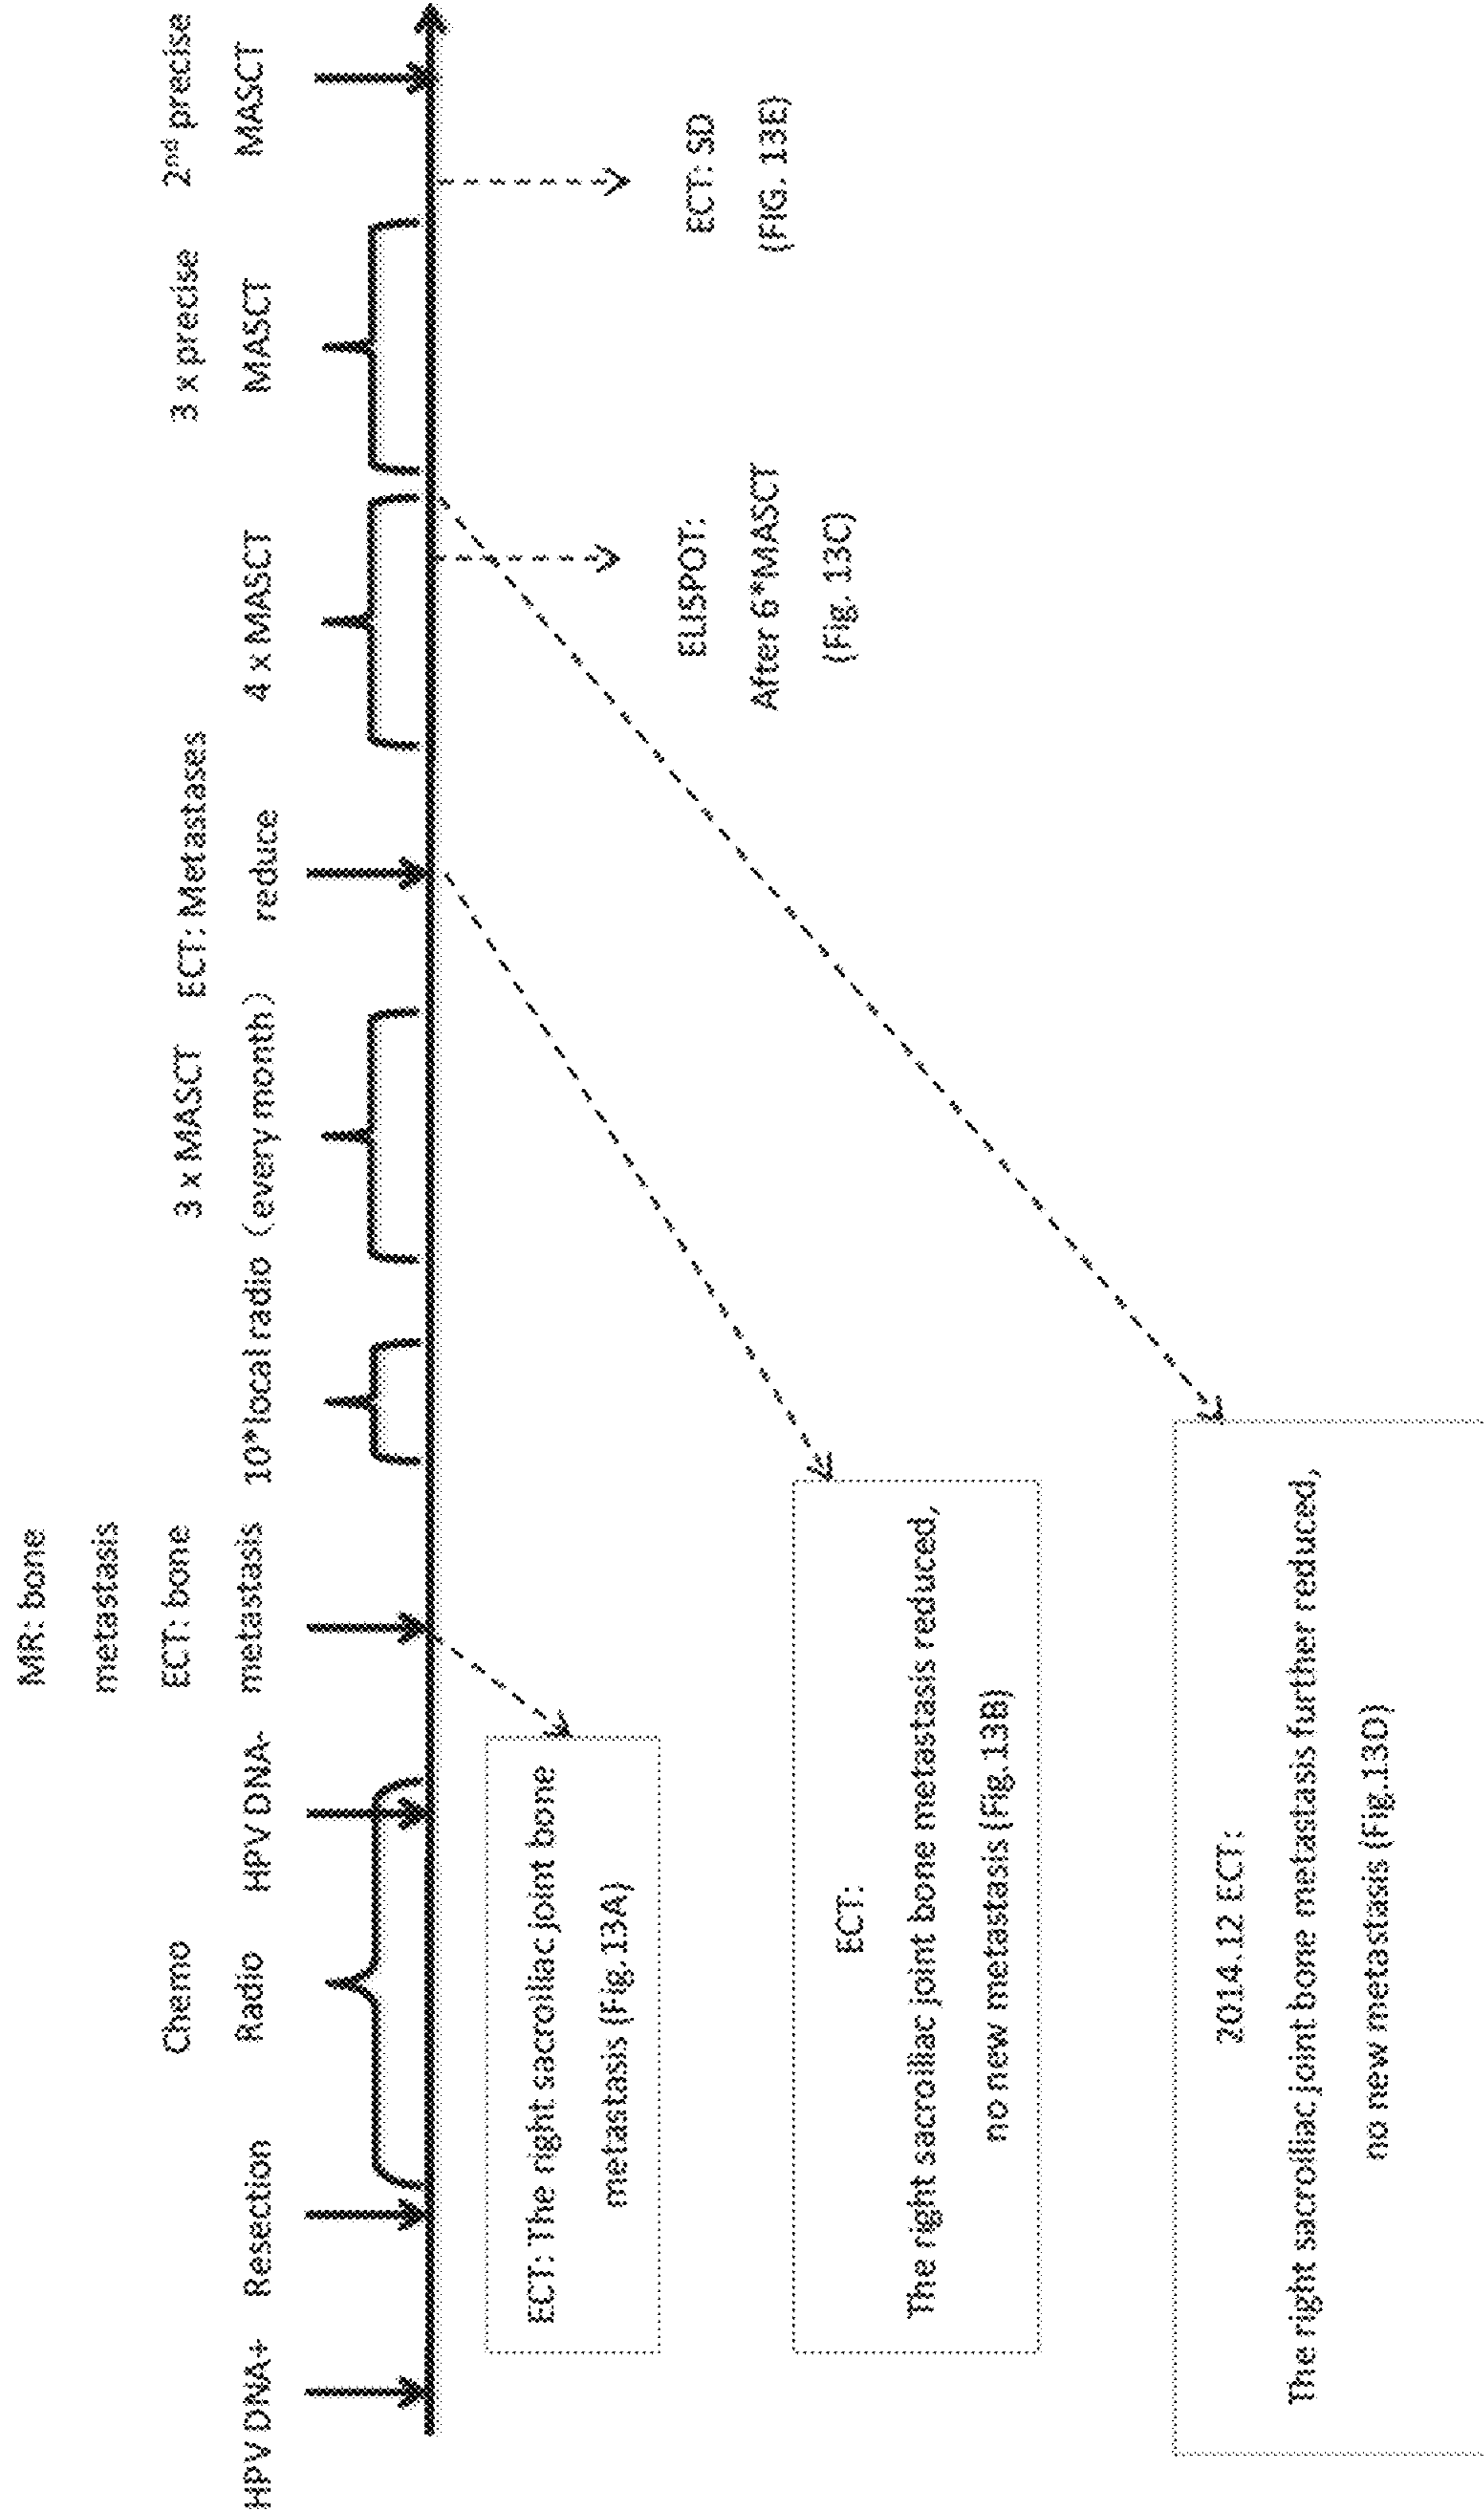 HPV DNA+
Resection
Chemo
Radio
HPV DNA-
MR: bone
metastasis
ECT: bone
metastasis
10*local radio
3 x MASCT
(every month)
ECT: Metastases
reduce
4 x MASCT
3 x precise
MASCT
2nd precise
MASCT
ECT: The right sacroiliac joint bone
metastasis (Fig.13A)
ECT:
The right sacroiliac joint bone metastasis reduced,
no new metastasis (Fig.13B)
2014.12 ECT:
The right sacroiliac joint bone metastasis further reduced,
no new metastasis (Fig.13D)
ELISPOT:
After 6*MASCT
(Fig. 13C)
ECT: SD
(FIG. 13E)